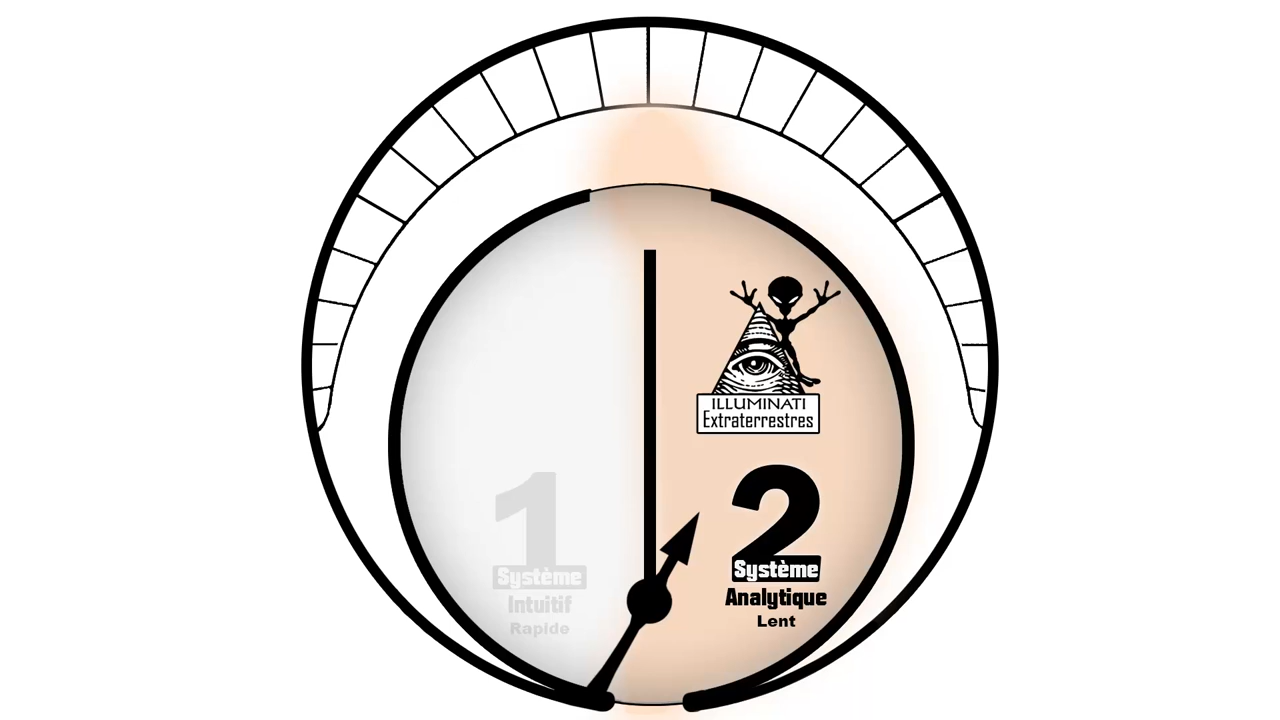 ILLUMINATI
Extraterrestres
1
Système
Intuitif
Rapide
2
Système
Analytique
Lent